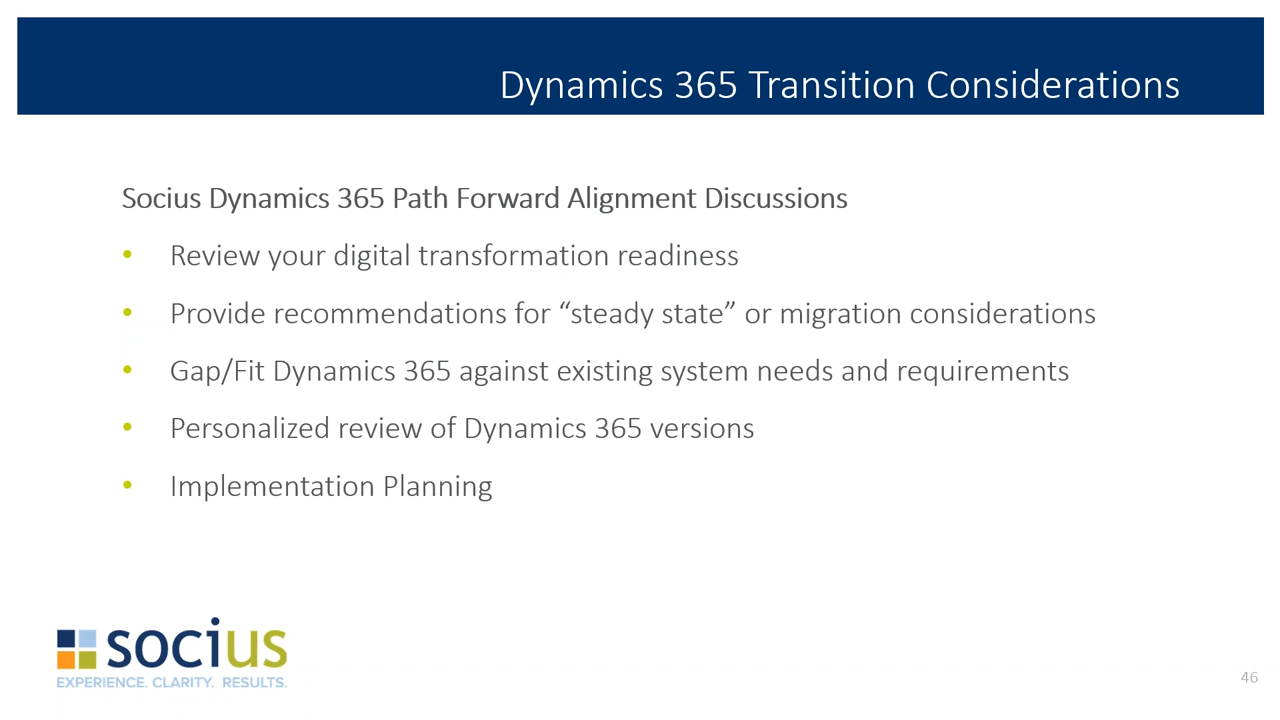 Dynamics 365 Transition Considerations
Socius Dynamics 365 Path Forward Alignment Discussions
• Review your digital transformation readiness
• Provide recommendations for “steady state” or migration considerations
• Gap/Fit Dynamics 365 against existing system needs and requirements
• Personalized review of Dynamics 365 versions
• Implementation Planning
socius
EXPERIENCE. CLARITY. RESULTS.
46